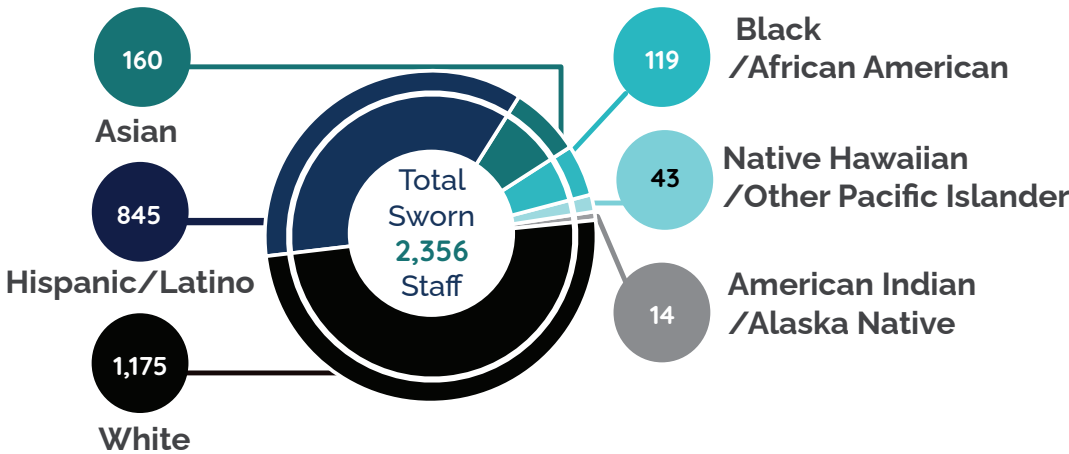 160
Asian
845
Hispanic/Latino
1,175
White
Total
Sworn
2,356
Staff
119
Black
/African American
43
Native Hawaiian
/Other Pacific Islander
14
American Indian
/Alaska Native